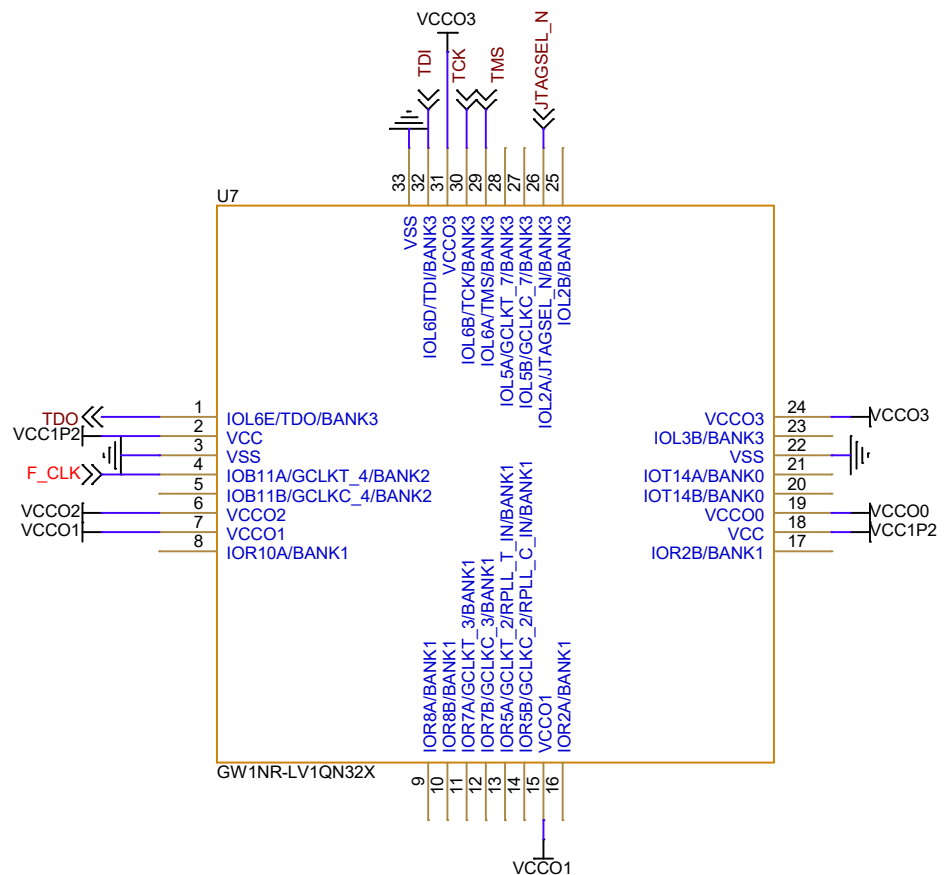 VCCO3
TDI
TCK
TMS
JTAGSEL_N
33
32
31
30
29
28
27
26
25
U7
VSS
IOL6D/TDI/BANK3
VCCO3
IOL6B/TCK/BANK3
IOL6A/TMS/BANK3
IOL5A/GCLKT_7/BANK3
IOL5B/GCLKC_7/BANK3
IOL2A/JTAGSEL_N/BANK3
IOL2B/BANK3
TDO 1 IOL6E/TDO/BANK3
VCC1P2 2 VCC
3 VSS
F_CLK 4 IOB11A/GCLKT_4/BANK2
5 IOB11B/GCLKC_4/BANK2
VCCO2 6 VCCO2
VCCO1 7 VCCO1
8 IOR10A/BANK1
VCCO3 24 VCCO3
IOL3B/BANK3 23
VSS 22
IOT14A/BANK0 21
IOT14B/BANK0 20
VCCO0 19 VCCO0
VCC 18 VCC1P2
IOR2B/BANK1 17
IOR8A/BANK1
IOR8B/BANK1
IOR7A/GCLKT_3/BANK1
IOR7B/GCLKC_3/BANK1
IOR5A/GCLKT_2/RPLL_T_IN/BANK1
IOR5B/GCLKC_2/RPLL_C_IN/BANK1
VCCO1
IOR2A/BANK1
GW1NR-LV1QN32X
9
10
11
12
13
14
15
16
VCCO1